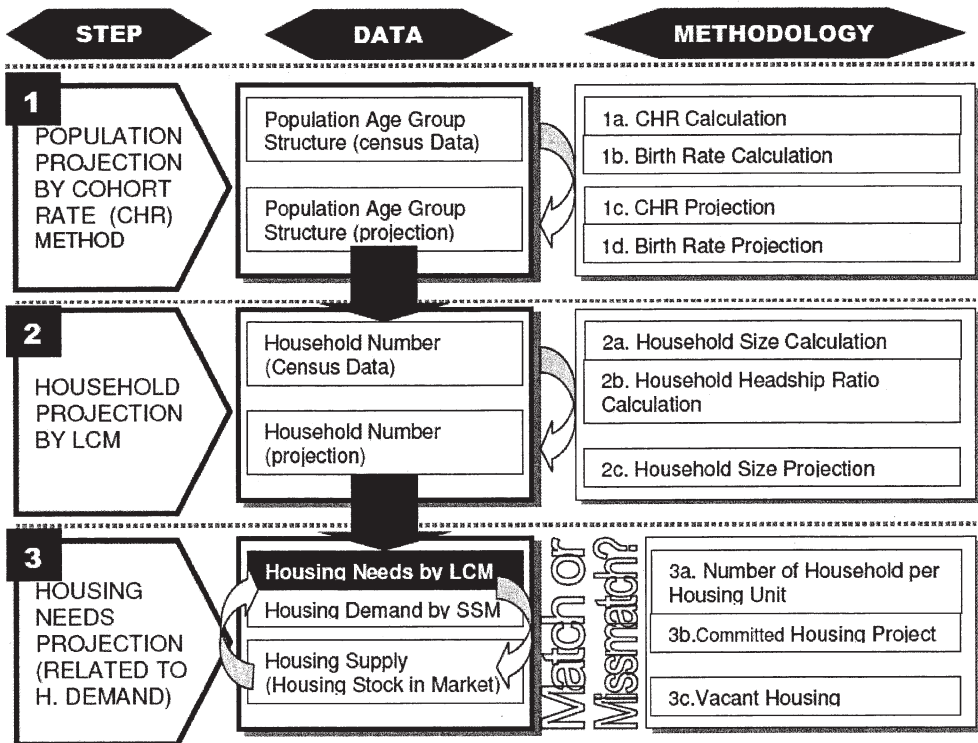 STEP
DATA
METHODOLOGY
1
POPULATION
PROJECTION
BY COHORT
RATE (CHR)
METHOD
Population Age Group
Structure (census Data)
Population Age Group
Structure (projection)
1a. CHR Calculation
1b. Birth Rate Calculation
1c. CHR Projection
1d. Birth Rate Projection
2
HOUSEHOLD
PROJECTION
BY LCM
Household Number
(Census Data)
Household Number
(projection)
2a. Household Size Calculation
2b. Household Headship Ratio
Calculation
2c. Household Size Projection
3
HOUSING
NEEDS
PROJECTION
(RELATED TO
H. DEMAND)
Housing Needs by LCM
Housing Demand by SSM
Housing Supply
(Housing Stock in Market)
Match or
Missmatch?
3a. Number of Household per
Housing Unit
3b.Committed Housing Project
3c.Vacant Housing